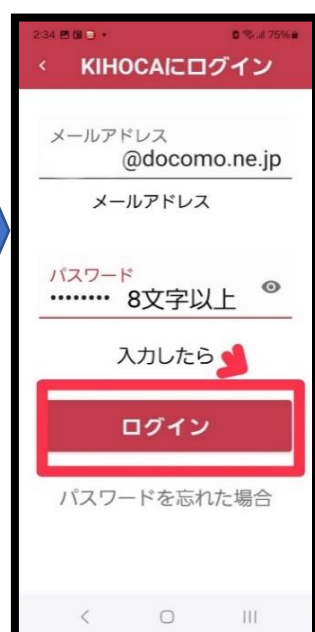 2:34 75%
KIHOCAにログイン
メールアドレス
@docomo.ne.jp
メールアドレス
パスワード
•••••••• 8文字以上
入力したら
ログイン
パスワードを忘れた場合